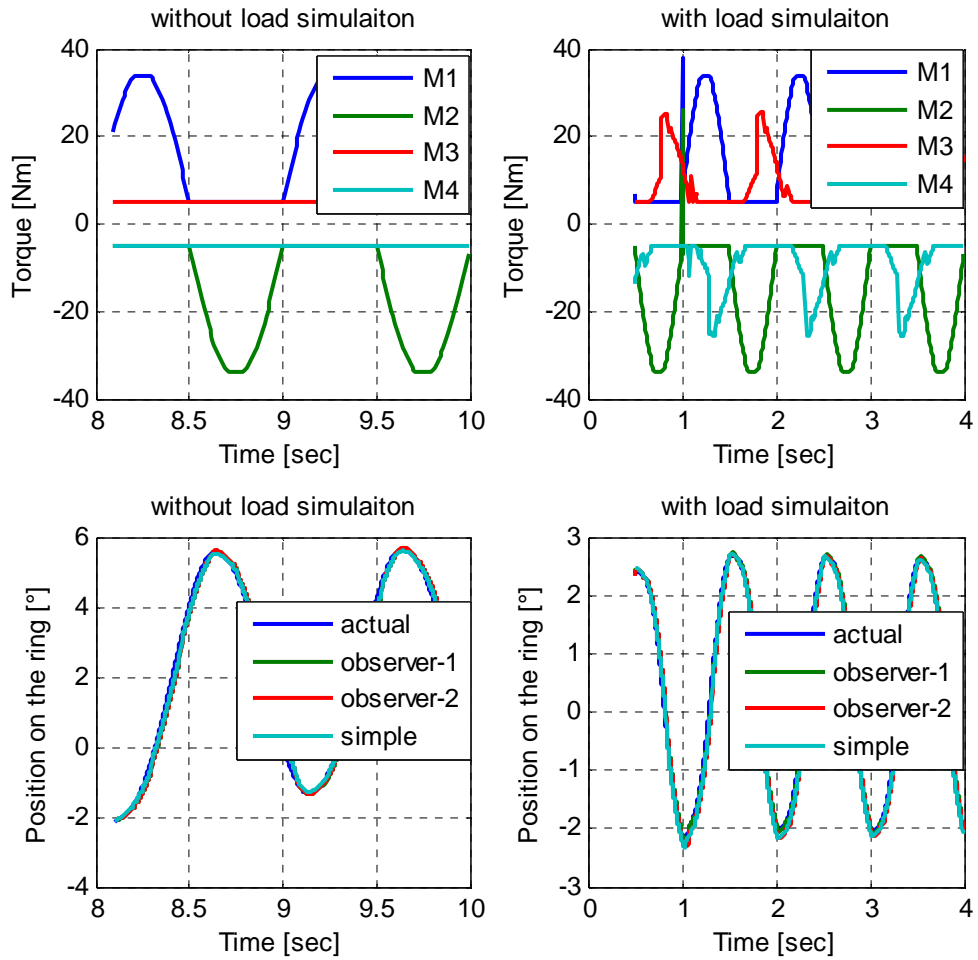 without load simulaiton
with load simulaiton
40
20
0
-20
-40
Torque [Nm]
M1
M2
M3
M4
8
8.5
9
9.5
10
Time [sec]
40
20
0
-20
-40
Torque [Nm]
M1
M2
M3
M4
0
1
2
3
4
Time [sec]
without load simulaiton
with load simulaiton
6
4
2
0
-2
-4
Position on the ring [°]
actual
observer-1
observer-2
simple
8
8.5
9
9.5
10
Time [sec]
3
2
1
0
-1
-2
-3
Position on the ring [°]
actual
observer-1
observer-2
simple
0
1
2
3
4
Time [sec]